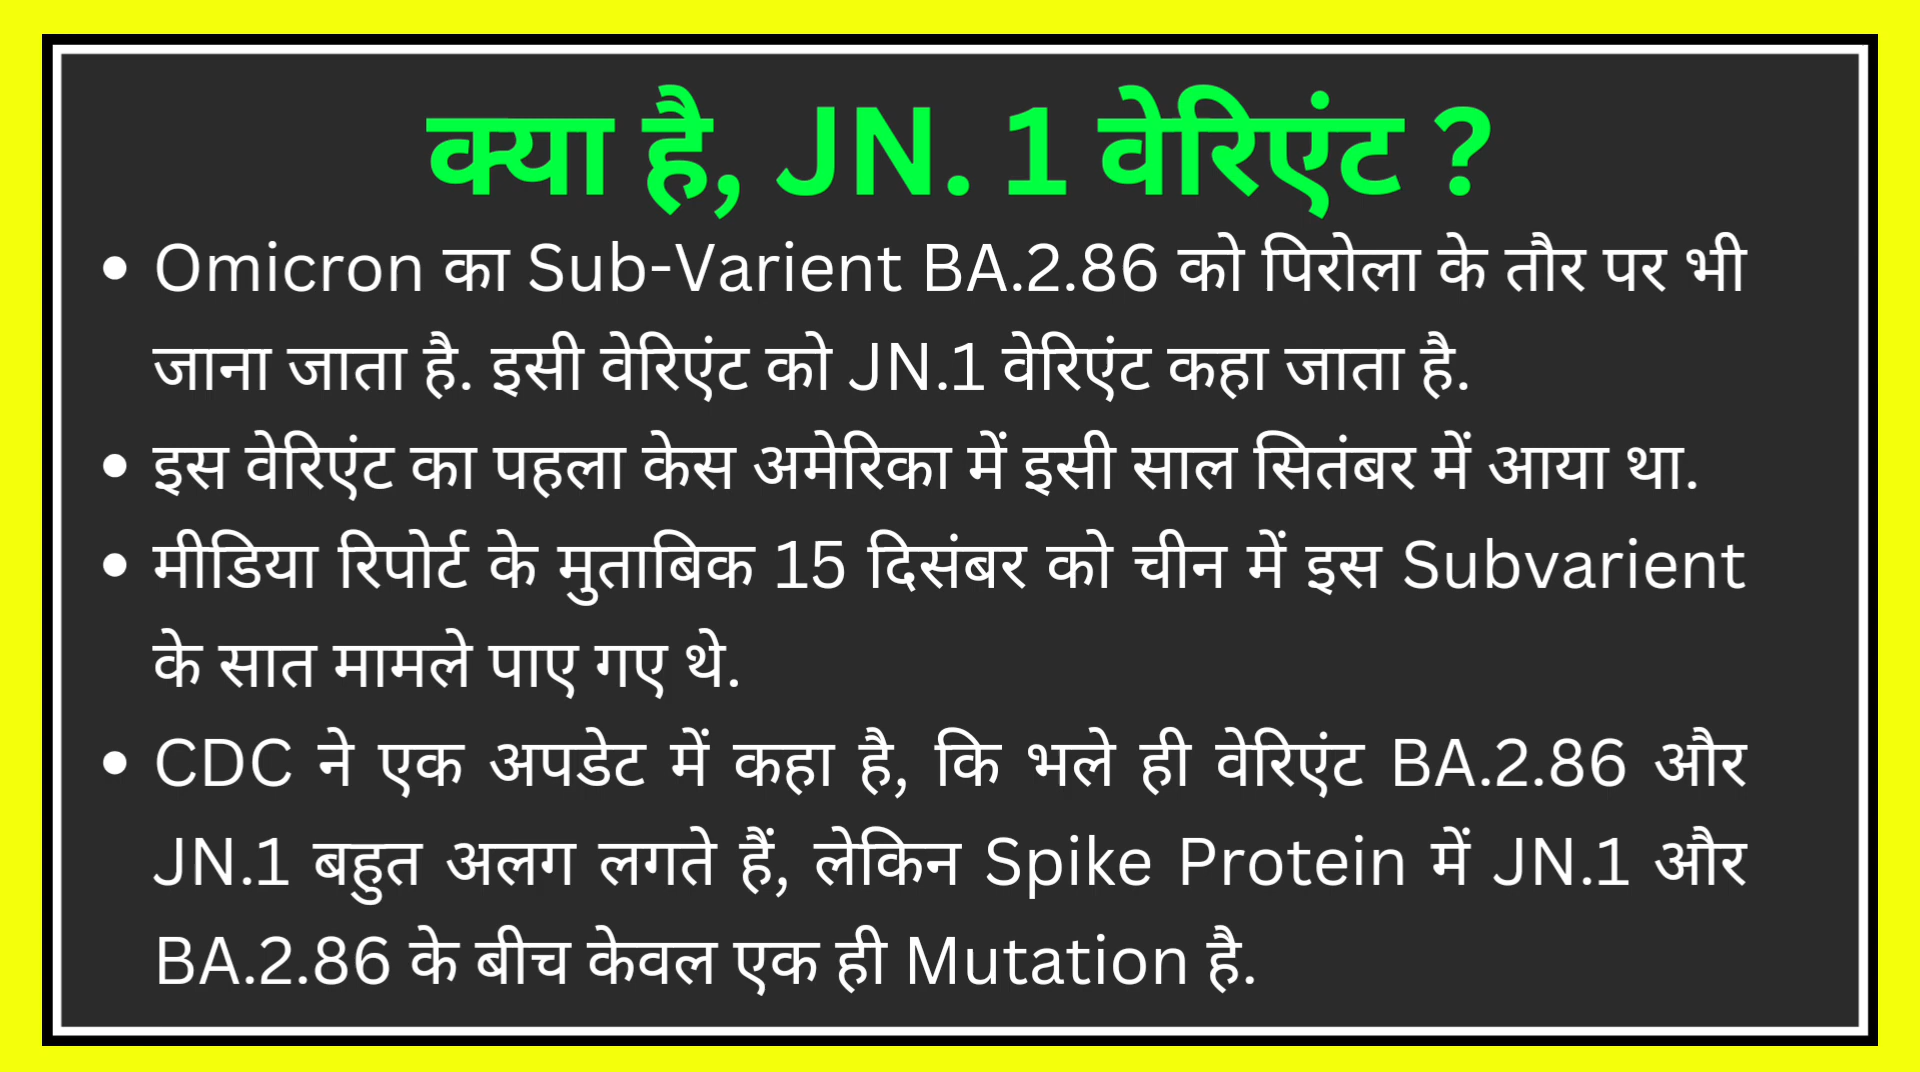 क्या है, JN. 1 वेरिएंट ?
• Omicron का Sub-Varient BA.2.86 को पिरोला के तौर पर भी
जाना जाता है. इसी वेरिएंट को JN.1 वेरिएंट कहा जाता है.
• इस वेरिएंट का पहला केस अमेरिका में इसी साल सितंबर में आया था.
• मीडिया रिपोर्ट के मुताबिक 15 दिसंबर को चीन में इस Subvarient
के सात मामले पाए गए थे.
• CDC ने एक अपडेट में कहा है, कि भले ही वेरिएंट BA.2.86 और
JN.1 बहुत अलग लगते हैं, लेकिन Spike Protein में JN.1 और
BA.2.86 के बीच केवल एक ही Mutation है.